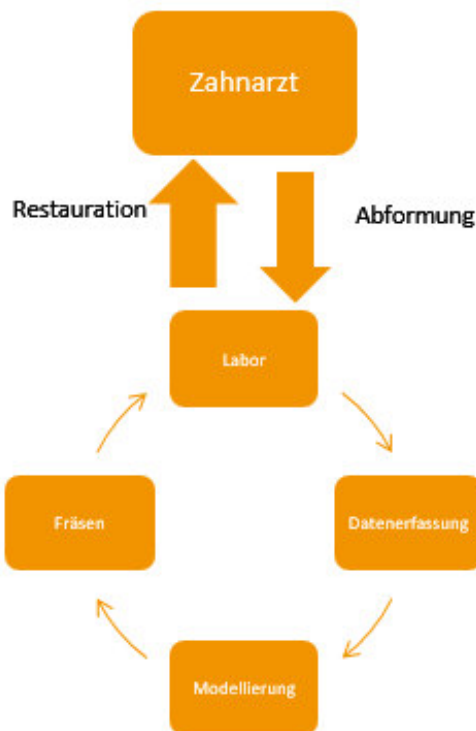 Zahnarzt
Restauration
Abformung
Labor
Fräsen
Datenerfassung
Modellierung